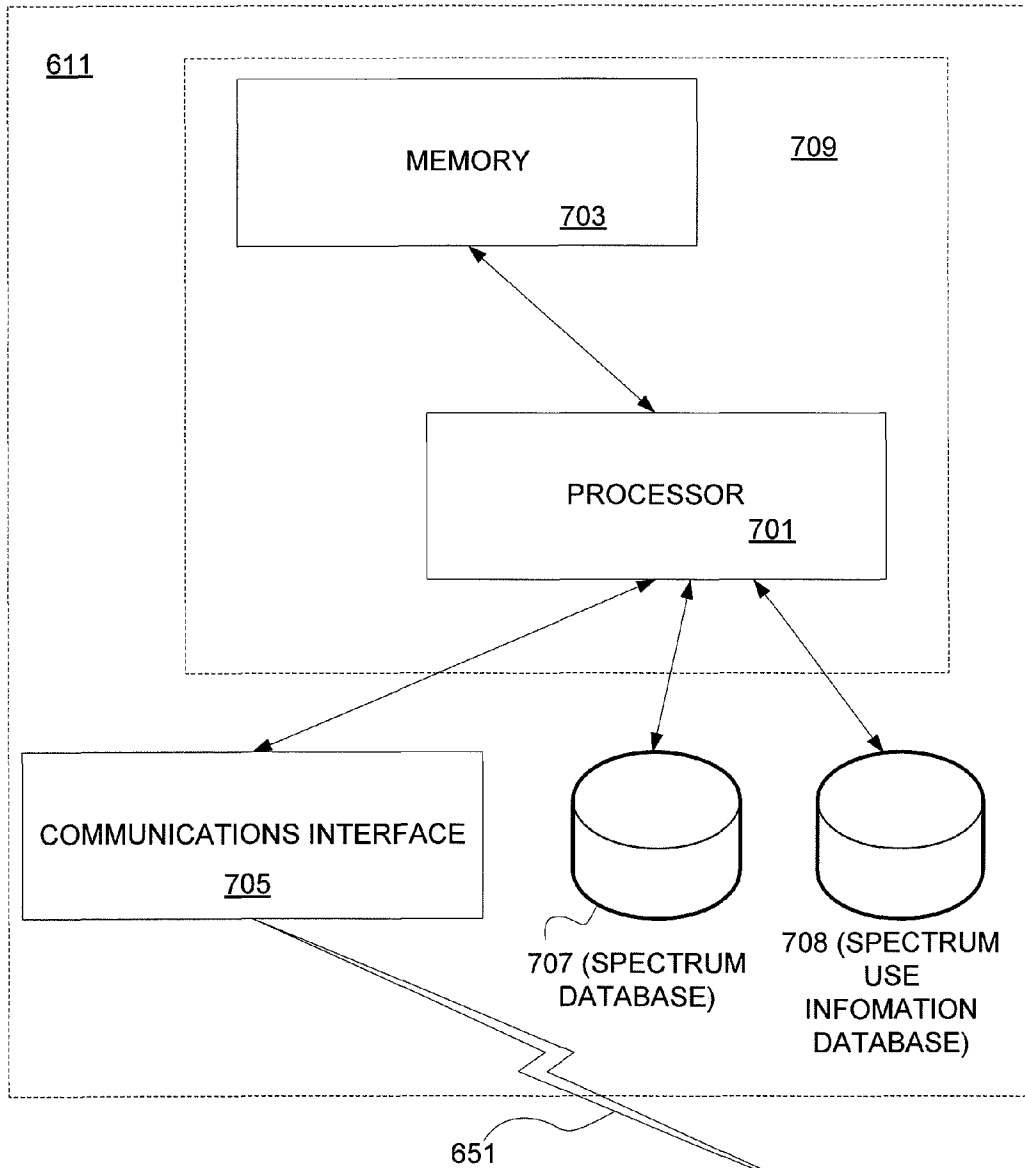 611
MEMORY
703
709
PROCESSOR
701
COMMUNICATIONS INTERFACE
705
707 (SPECTRUM
DATABASE)
708 (SPECTRUM
USE
INFOMATION
DATABASE)
651